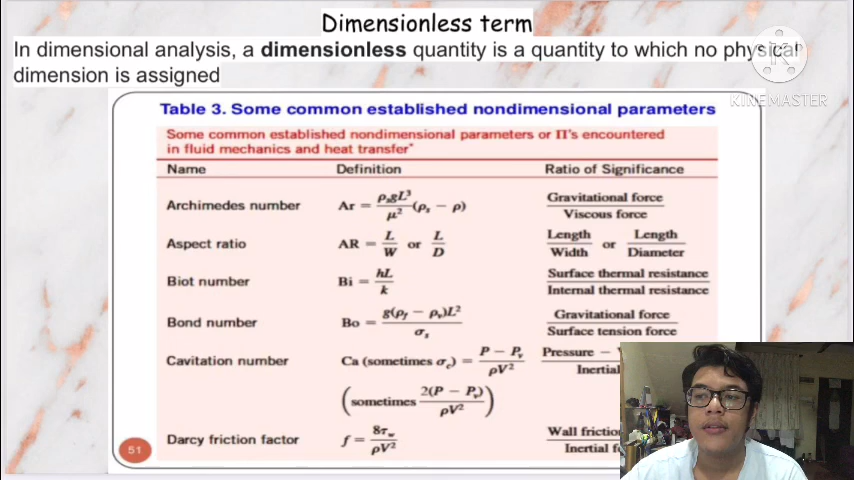 Dimensionless term
In dimensional analysis, a dimensionless quantity is a quantity to which no physical
dimension is assigned
KINEMASTER
Table 3. Some common established nondimensional parameters
Some common established nondimensional parameters or Π's encountered
in fluid mechanics and heat transfer*
Name Definition Ratio of Significance
Archimedes number Ar = ρₛgL³/μ² (ρₛ − ρ) Gravitational force / Viscous force
Aspect ratio AR = L/W or L/D Length/Width or Length/Diameter
Biot number Bi = hL/k Surface thermal resistance / Internal thermal resistance
Bond number Bo = g(ρf − ρᵥ)L²/σₛ Gravitational force / Surface tension force
Cavitation number Ca (sometimes σc) = P − Pᵥ/ρV² Pressure − / Inertial
(sometimes 2(P − Pᵥ)/ρV²)
Darcy friction factor f = 8τw/ρV² Wall friction / Inertial
51